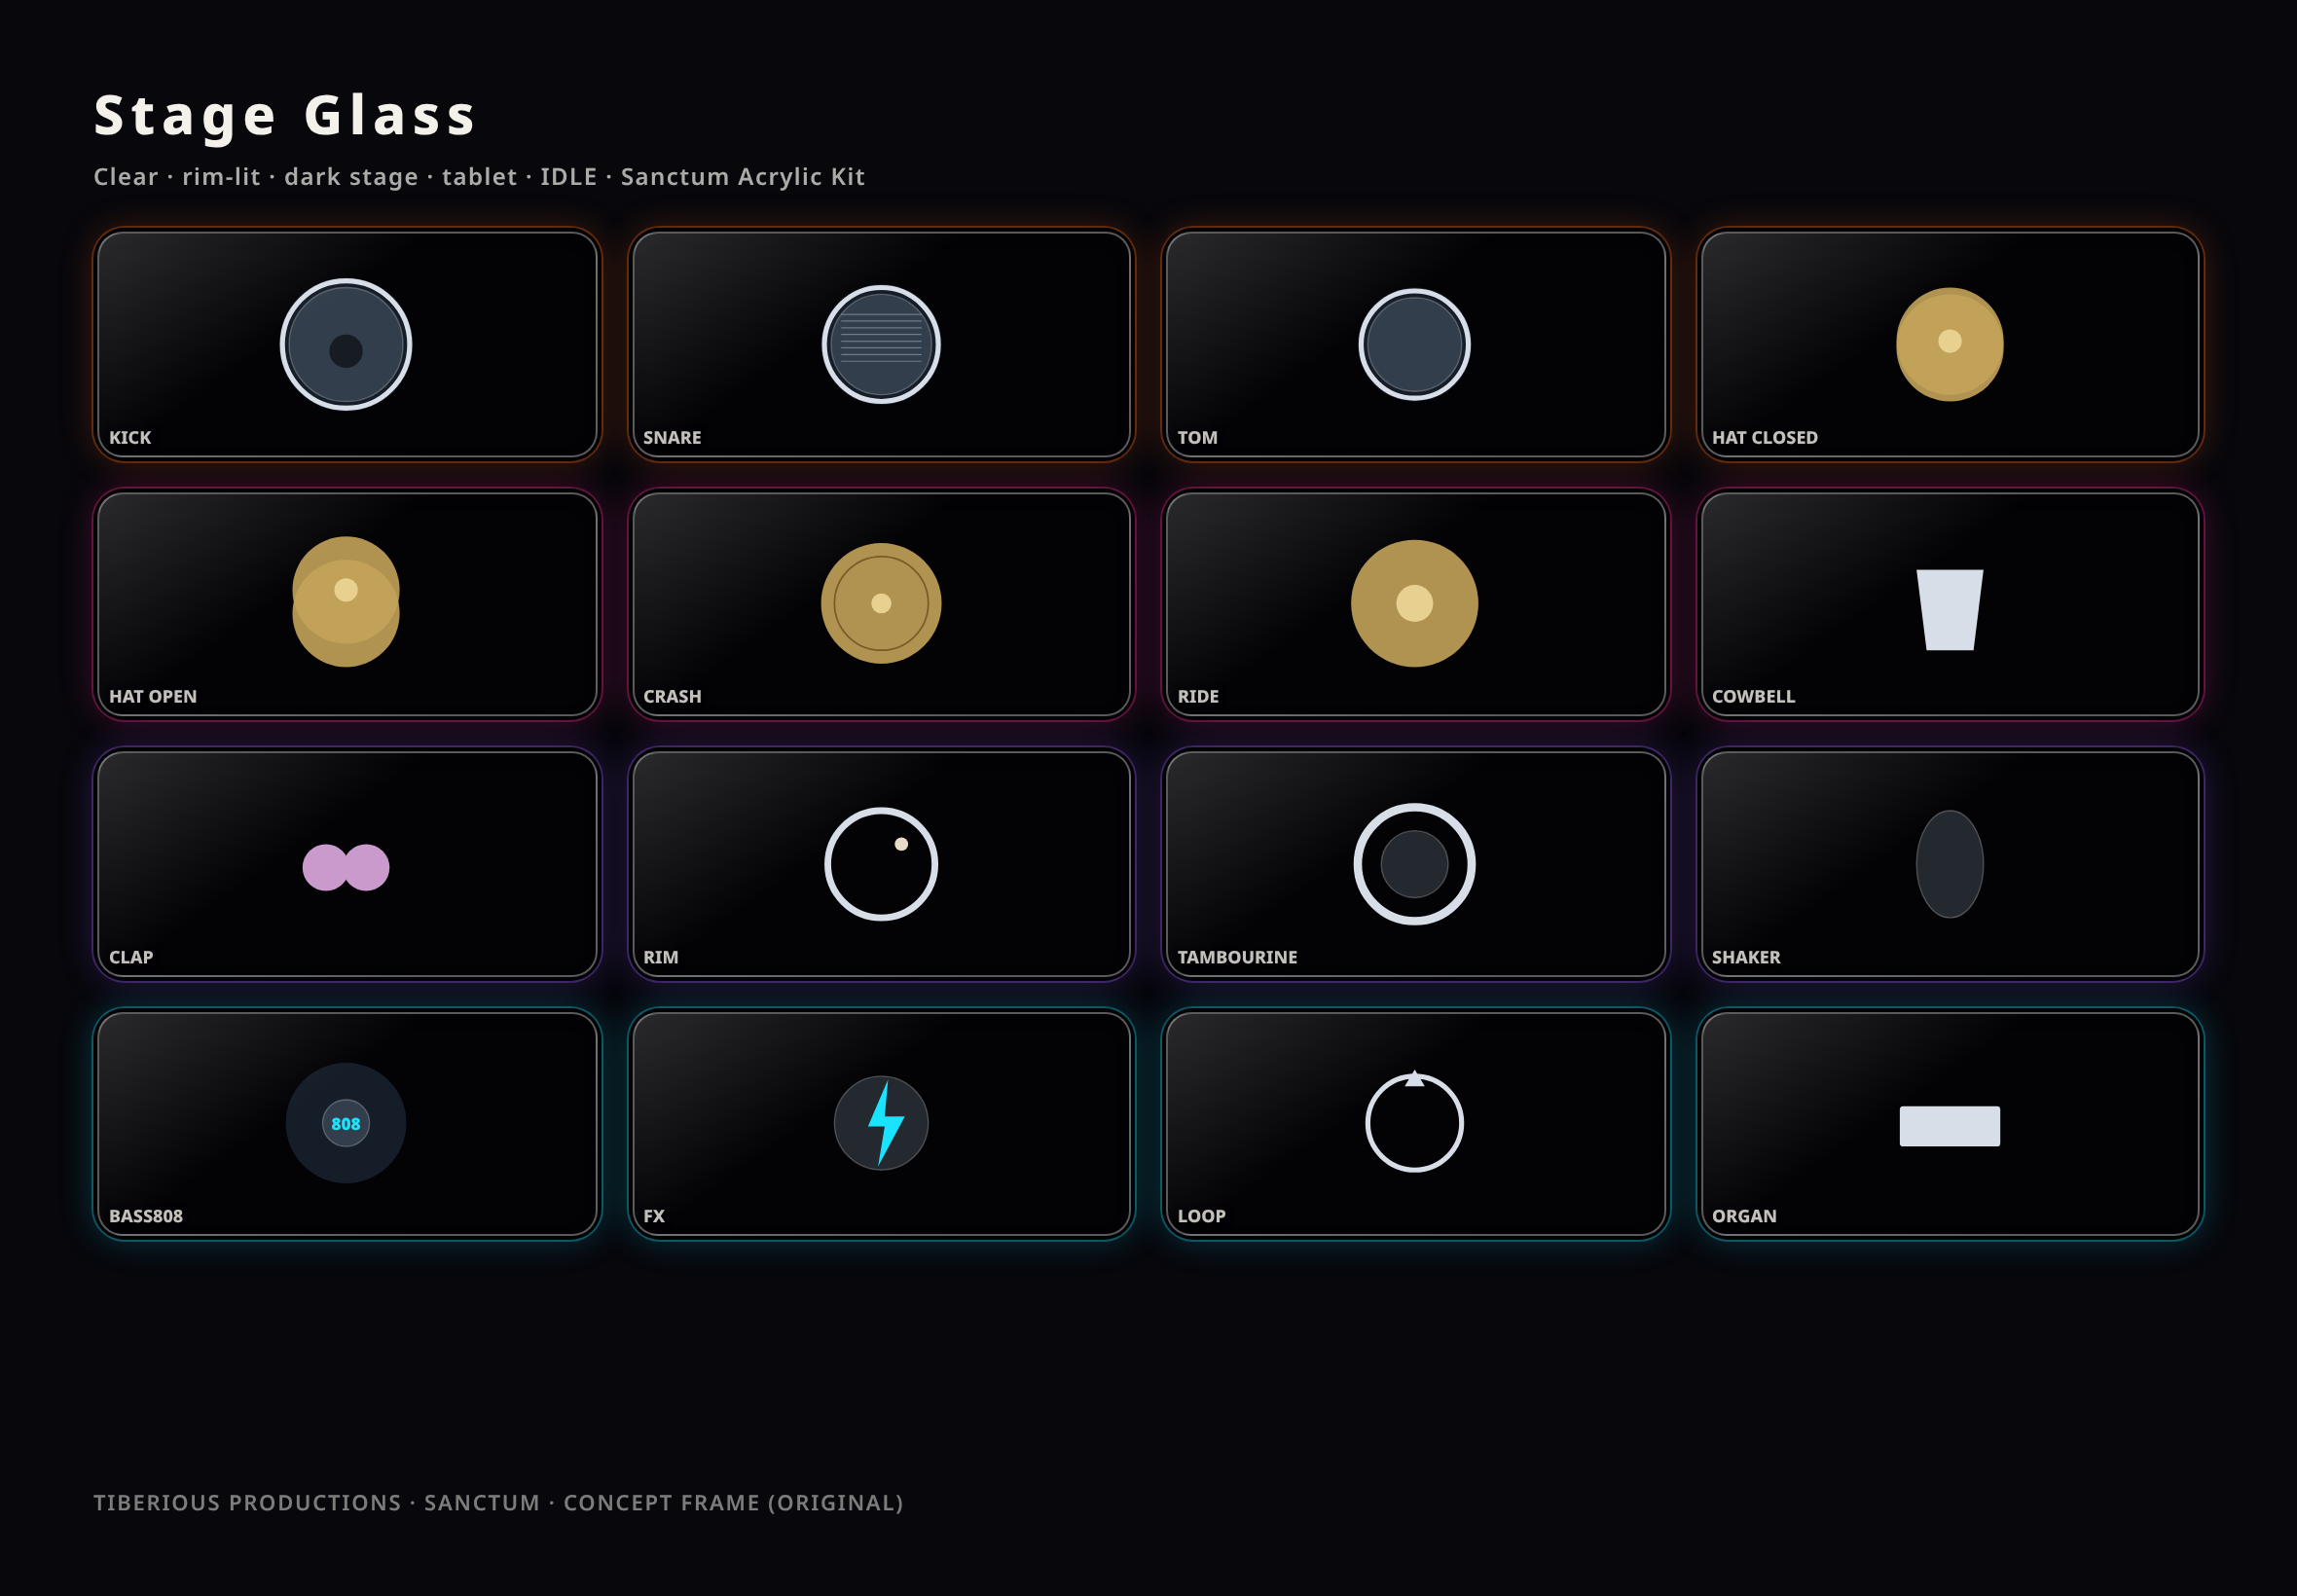 Stage Glass
Clear · rim-lit · dark stage · tablet · IDLE · Sanctum Acrylic Kit
KICK
SNARE
TOM
HAT CLOSED
HAT OPEN
CRASH
RIDE
COWBELL
CLAP
RIM
TAMBOURINE
SHAKER
808
BASS808
FX
LOOP
ORGAN
TIBERIOUS PRODUCTIONS · SANCTUM · CONCEPT FRAME (ORIGINAL)